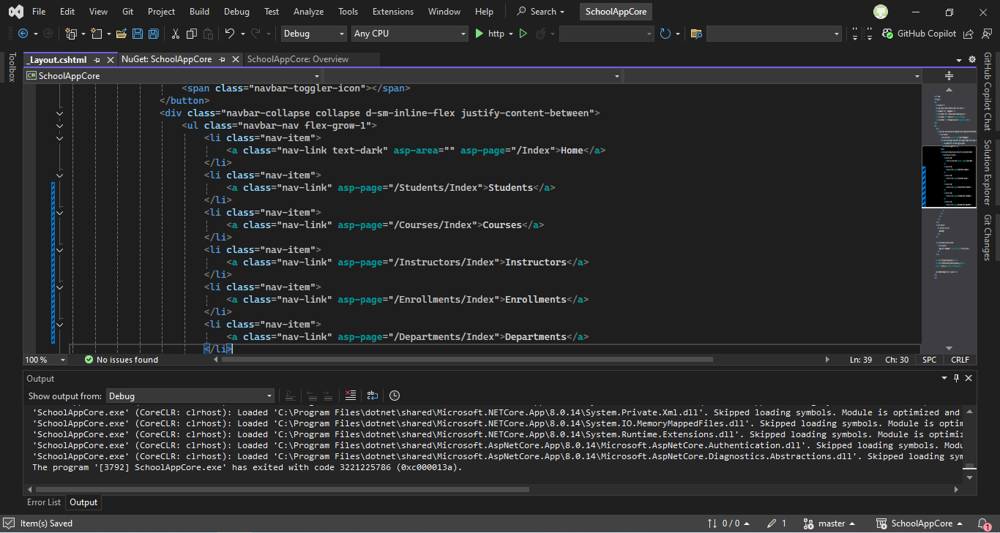 File Edit View Git Project Build Debug Test Analyze Tools Extensions Window Help Search SchoolAppCore
Debug Any CPU http GitHub Copilot
_Layout.cshtml NuGet: SchoolAppCore SchoolAppCore: Overview
Toolbox
C# SchoolAppCore
<span class="navbar-toggler-icon"></span>
</button>
<div class="navbar-collapse collapse d-sm-inline-flex justify-content-between">
<ul class="navbar-nav flex-grow-1">
<li class="nav-item">
<a class="nav-link text-dark" asp-area="" asp-page="/Index">Home</a>
</li>
<li class="nav-item">
<a class="nav-link" asp-page="/Students/Index">Students</a>
</li>
<li class="nav-item">
<a class="nav-link" asp-page="/Courses/Index">Courses</a>
</li>
<li class="nav-item">
<a class="nav-link" asp-page="/Instructors/Index">Instructors</a>
</li>
<li class="nav-item">
<a class="nav-link" asp-page="/Enrollments/Index">Enrollments</a>
</li>
<li class="nav-item">
<a class="nav-link" asp-page="/Departments/Index">Departments</a>
</li>
GitHub Copilot Chat
Solution Explorer
Git Changes
100 % No issues found Ln: 39 Ch: 30 SPC CRLF
Output
Show output from: Debug
'SchoolAppCore.exe' (CoreCLR: clrhost): Loaded 'C:\Program Files\dotnet\shared\Microsoft.NETCore.App\8.0.14\System.Private.Xml.dll'. Skipped loading symbols. Module is optimized and
'SchoolAppCore.exe' (CoreCLR: clrhost): Loaded 'C:\Program Files\dotnet\shared\Microsoft.NETCore.App\8.0.14\System.IO.MemoryMappedFiles.dll'. Skipped loading symbols. Module is optim
'SchoolAppCore.exe' (CoreCLR: clrhost): Loaded 'C:\Program Files\dotnet\shared\Microsoft.NETCore.App\8.0.14\System.Runtime.Extensions.dll'. Skipped loading symbols. Module is optimiz
'SchoolAppCore.exe' (CoreCLR: clrhost): Loaded 'C:\Program Files\dotnet\shared\Microsoft.AspNetCore.App\8.0.14\Microsoft.AspNetCore.Authentication.dll'. Skipped loading symbols. Modu
'SchoolAppCore.exe' (CoreCLR: clrhost): Loaded 'C:\Program Files\dotnet\shared\Microsoft.AspNetCore.App\8.0.14\Microsoft.AspNetCore.Diagnostics.Abstractions.dll'. Skipped loading sym
The program '[3792] SchoolAppCore.exe' has exited with code 3221225786 (0xc000013a).
Error List Output
Item(s) Saved 0 / 0 1 master SchoolAppCore 1